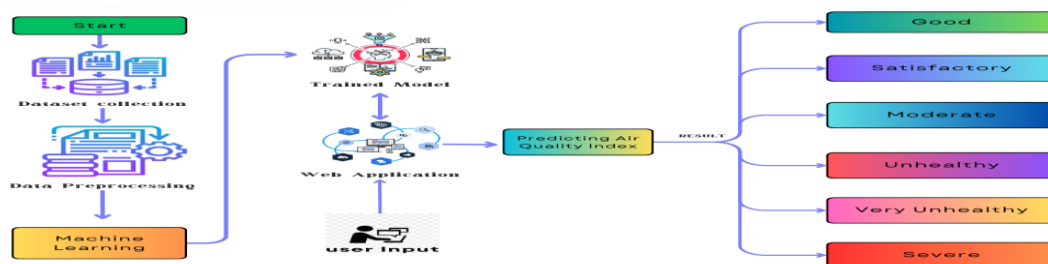 Start
Dataset collection
Data Preprocessing
Machine
Learning
Trained Model
Web Application
user input
Predicting Air
Quality Index
RESULT
Good
Satisfactory
Moderate
Unhealthy
Very Unhealthy
Severe